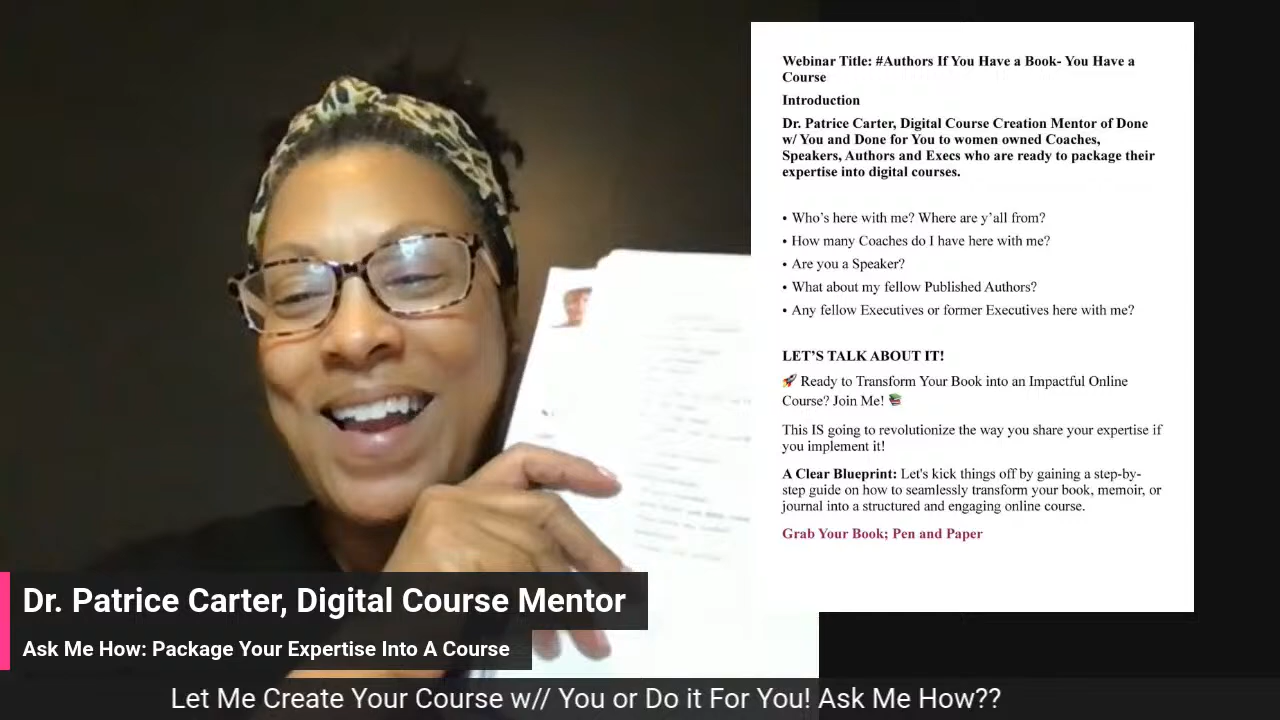 Webinar Title: #Authors If You Have a Book- You Have a
Course
Introduction
Dr. Patrice Carter, Digital Course Creation Mentor of Done
w/ You and Done for You to women owned Coaches,
Speakers, Authors and Execs who are ready to package their
expertise into digital courses.
• Who’s here with me? Where are y’all from?
• How many Coaches do I have here with me?
• Are you a Speaker?
• What about my fellow Published Authors?
• Any fellow Executives or former Executives here with me?
LET’S TALK ABOUT IT!
🚀 Ready to Transform Your Book into an Impactful Online
Course? Join Me! 📚
This IS going to revolutionize the way you share your expertise if
you implement it!
A Clear Blueprint: Let's kick things off by gaining a step-by-
step guide on how to seamlessly transform your book, memoir, or
journal into a structured and engaging online course.
Grab Your Book; Pen and Paper
Dr. Patrice Carter, Digital Course Mentor
Ask Me How: Package Your Expertise Into A Course
Let Me Create Your Course w// You or Do it For You! Ask Me How??